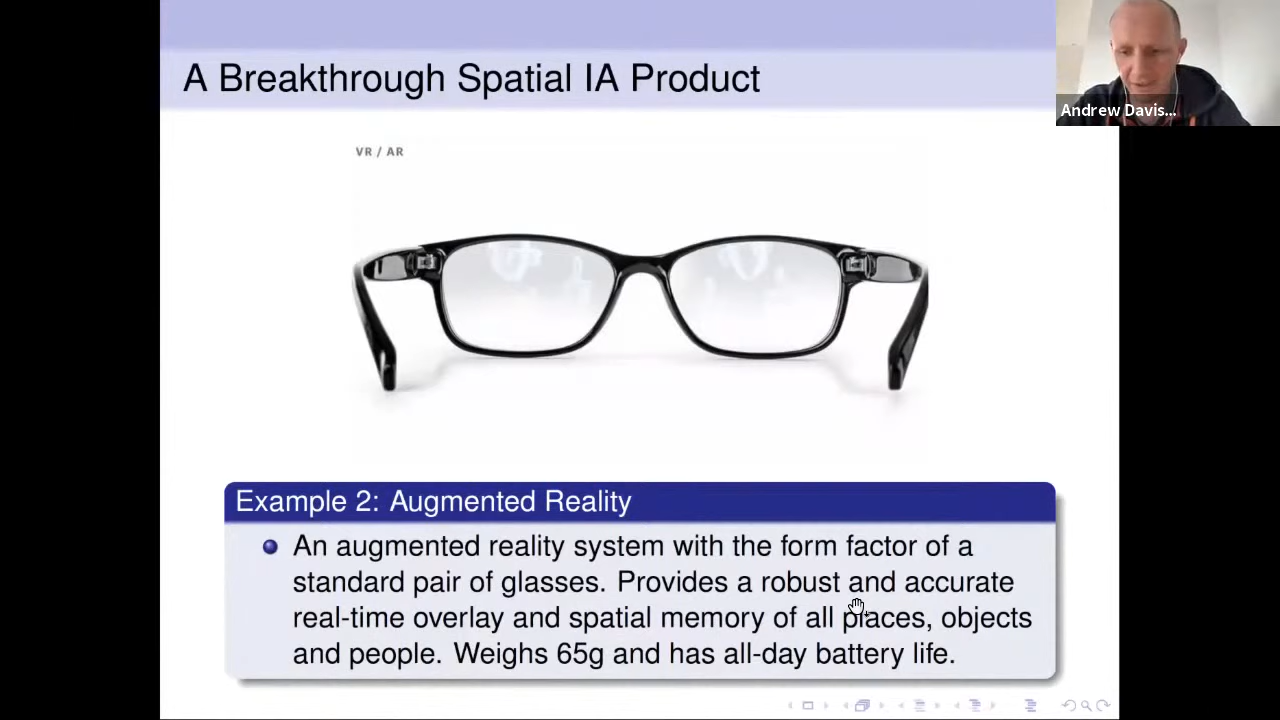 A Breakthrough Spatial IA Product
Andrew Davis...
VR / AR
Example 2: Augmented Reality
An augmented reality system with the form factor of a
standard pair of glasses. Provides a robust and accurate
real-time overlay and spatial memory of all places, objects
and people. Weighs 65g and has all-day battery life.